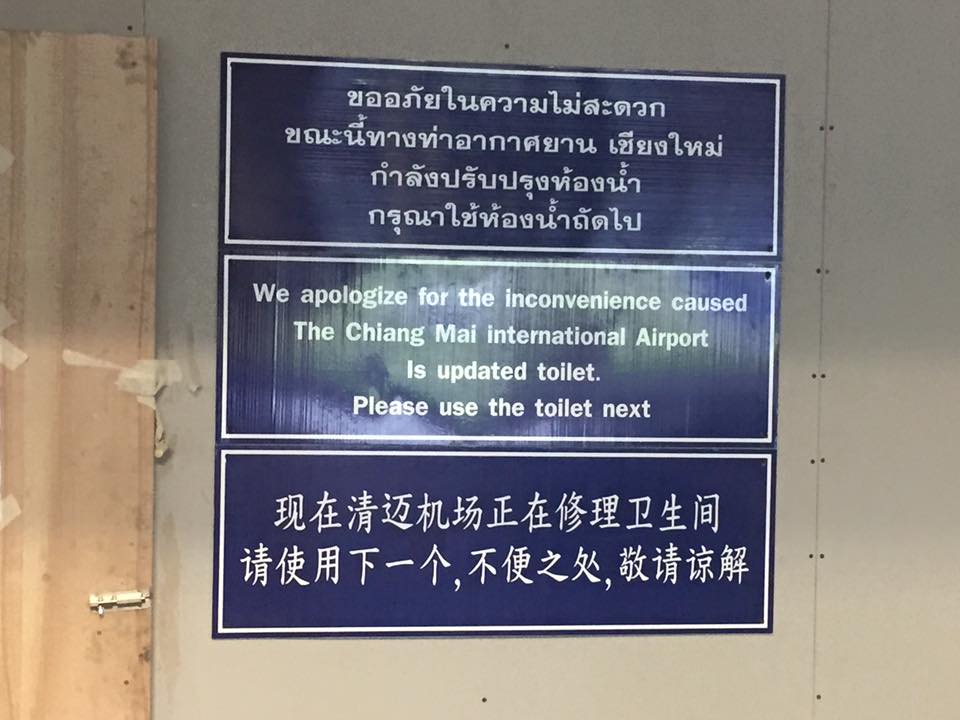 ขออภัยในความไม่สะดวก
ขณะนี้ทางท่าอากาศยาน เชียงใหม่
กำลังปรับปรุงห้องน้ำ
กรุณาใช้ห้องน้ำถัดไป
We apologize for the inconvenience caused
The Chiang Mai international Airport
Is updated toilet.
Please use the toilet next
现在清迈机场正在修理卫生间
请使用下一个,不便之处,敬请谅解